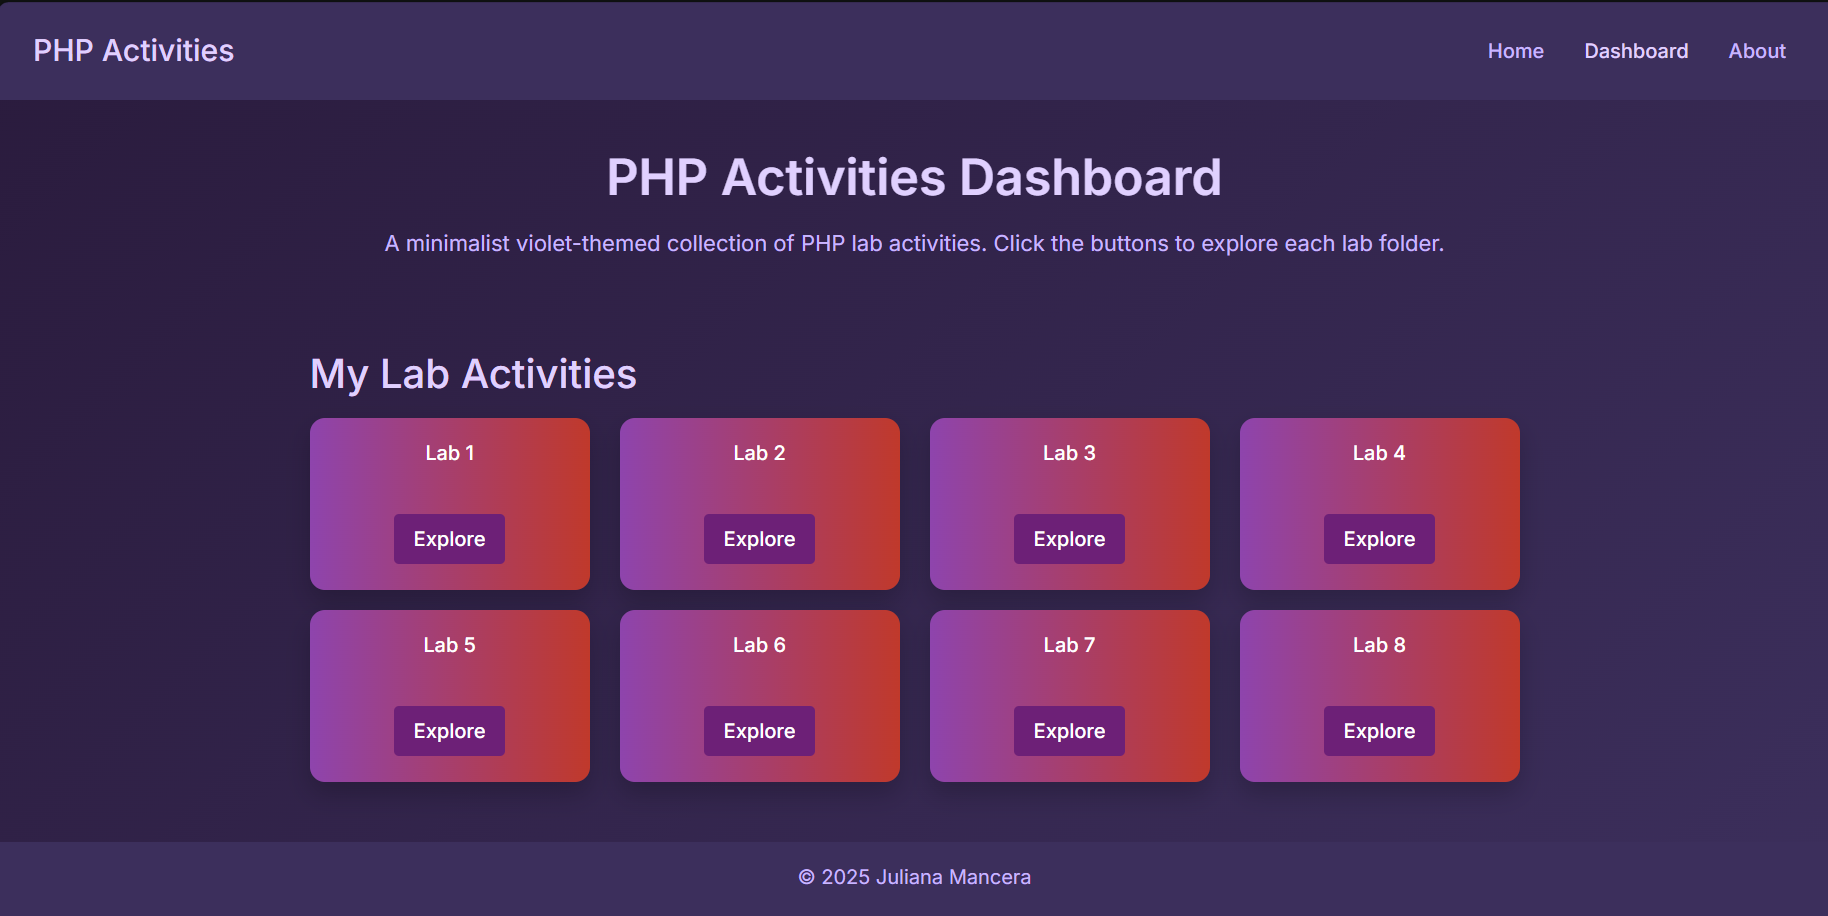 PHP Activities
Home Dashboard About
PHP Activities Dashboard
A minimalist violet-themed collection of PHP lab activities. Click the buttons to explore each lab folder.
My Lab Activities
Lab 1
Explore
Lab 2
Explore
Lab 3
Explore
Lab 4
Explore
Lab 5
Explore
Lab 6
Explore
Lab 7
Explore
Lab 8
Explore
© 2025 Juliana Mancera